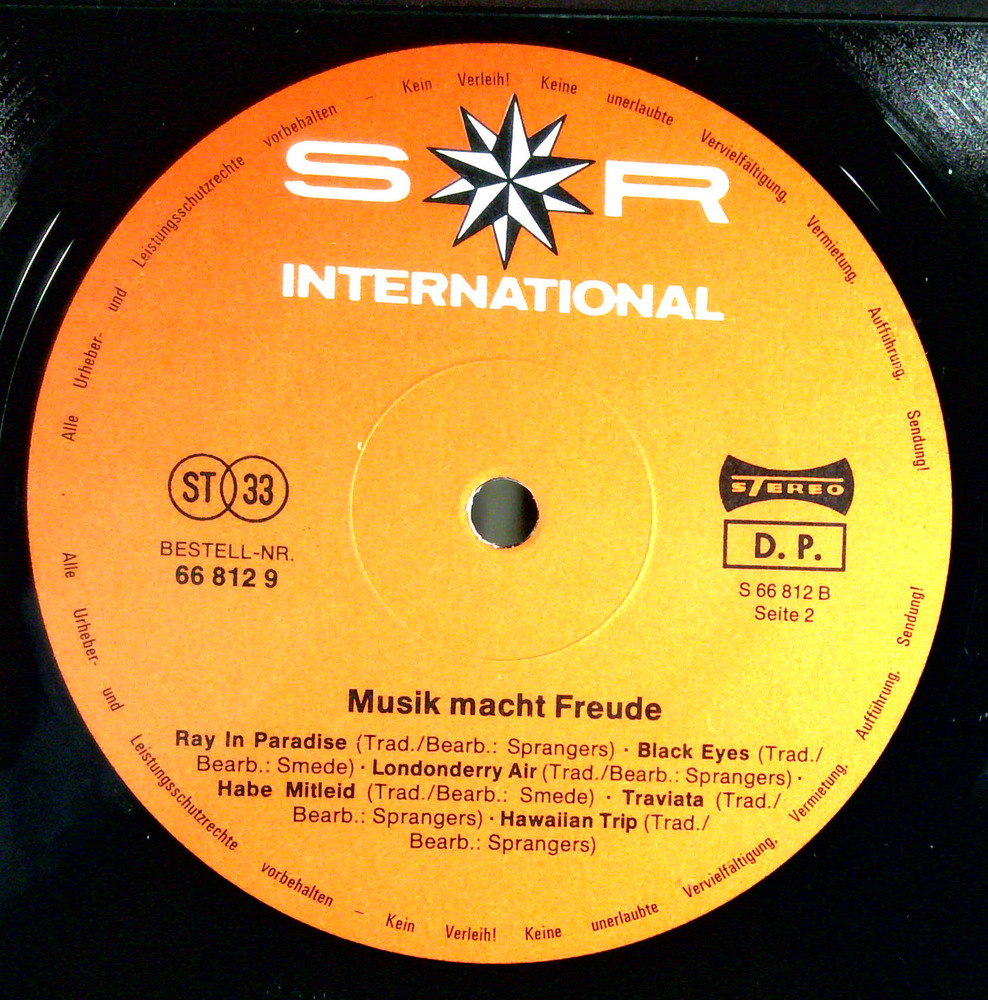 Alle Urheber- und Leistungsschutzrechte vorbehalten – Kein Verleih! Keine unerlaubte Vervielfältigung, Vermietung, Aufführung, Sendung!
S R
INTERNATIONAL
ST 33
BESTELL-NR.
66 812 9
STEREO
D. P.
S 66 812 B
Seite 2
Musik macht Freude
Ray In Paradise (Trad./Bearb.: Sprangers) · Black Eyes (Trad./
Bearb.: Smede) · Londonderry Air (Trad./Bearb.: Sprangers) ·
Habe Mitleid (Trad./Bearb.: Smede) · Traviata (Trad./
Bearb.: Sprangers) · Hawaiian Trip (Trad./
Bearb.: Sprangers)
Alle Urheber- und Leistungsschutzrechte vorbehalten – Kein Verleih! Keine unerlaubte Vervielfältigung, Vermietung, Aufführung, Sendung!